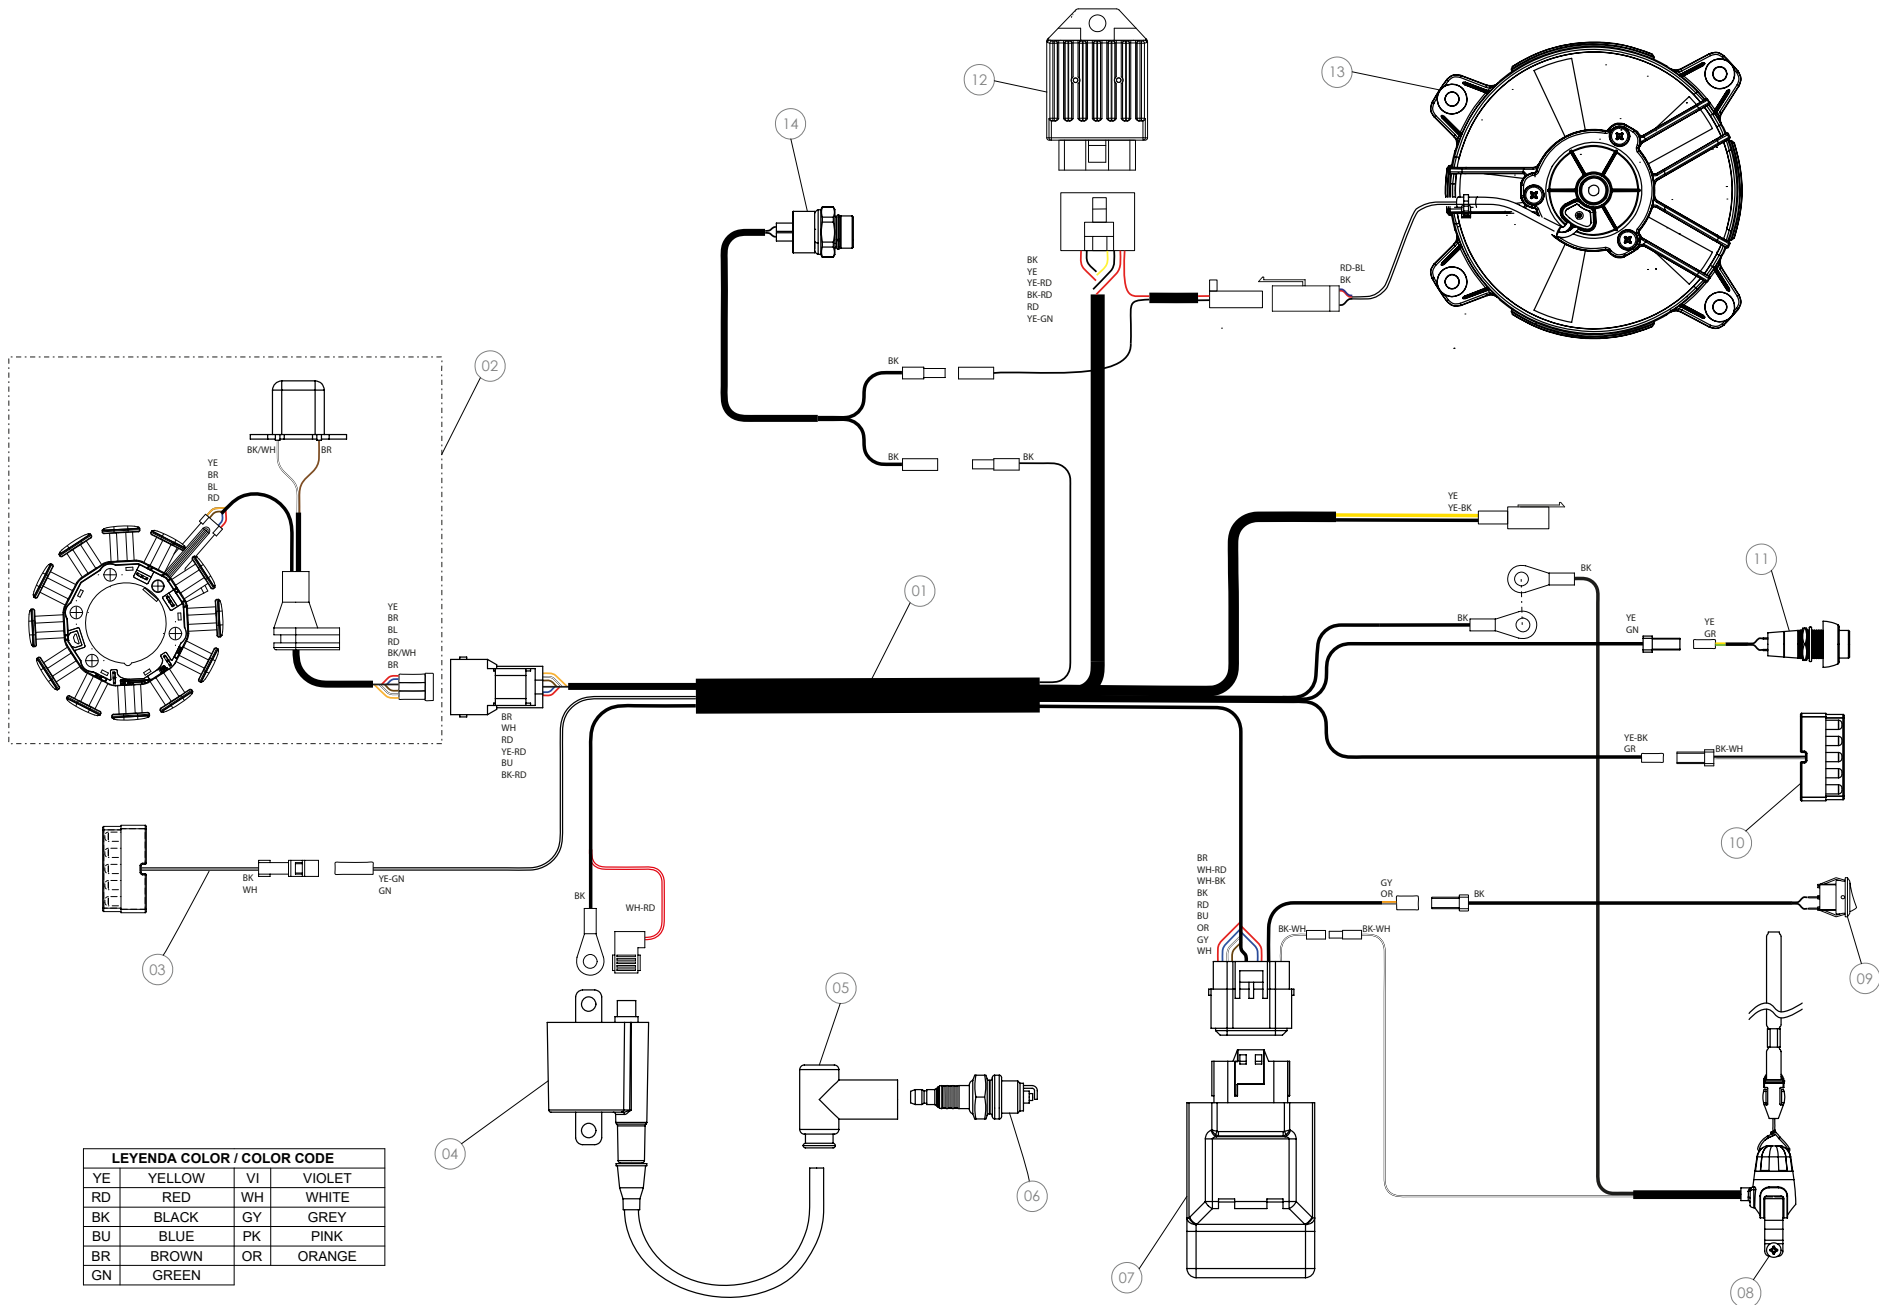 12
13
14
BK
YE
YE-RD
BK-RD
RD
YE-GN
RD-BL
BK
02
BK
BK/WH
BR
YE
BR
BL
RD
BK
BK
YE
YE-BK
11
BK
01
YE
BR
BL
RD
BK/WH
BR
BK
YE
GN
YE
GR
BR
WH
RD
YE-RD
BU
BK-RD
YE-BK
GR
BK-WH
10
BK
WH
YE-GN
GN
BK
WH-RD
BR
WH-RD
WH-BK
BK
RD
BU
OR
GY
WH
GY
OR
BK
BK-WH
BK-WH
03
05
09
04
06
07
08
LEYENDA COLOR / COLOR CODE
YE YELLOW VI VIOLET
RD RED WH WHITE
BK BLACK GY GREY
BU BLUE PK PINK
BR BROWN OR ORANGE
GN GREEN